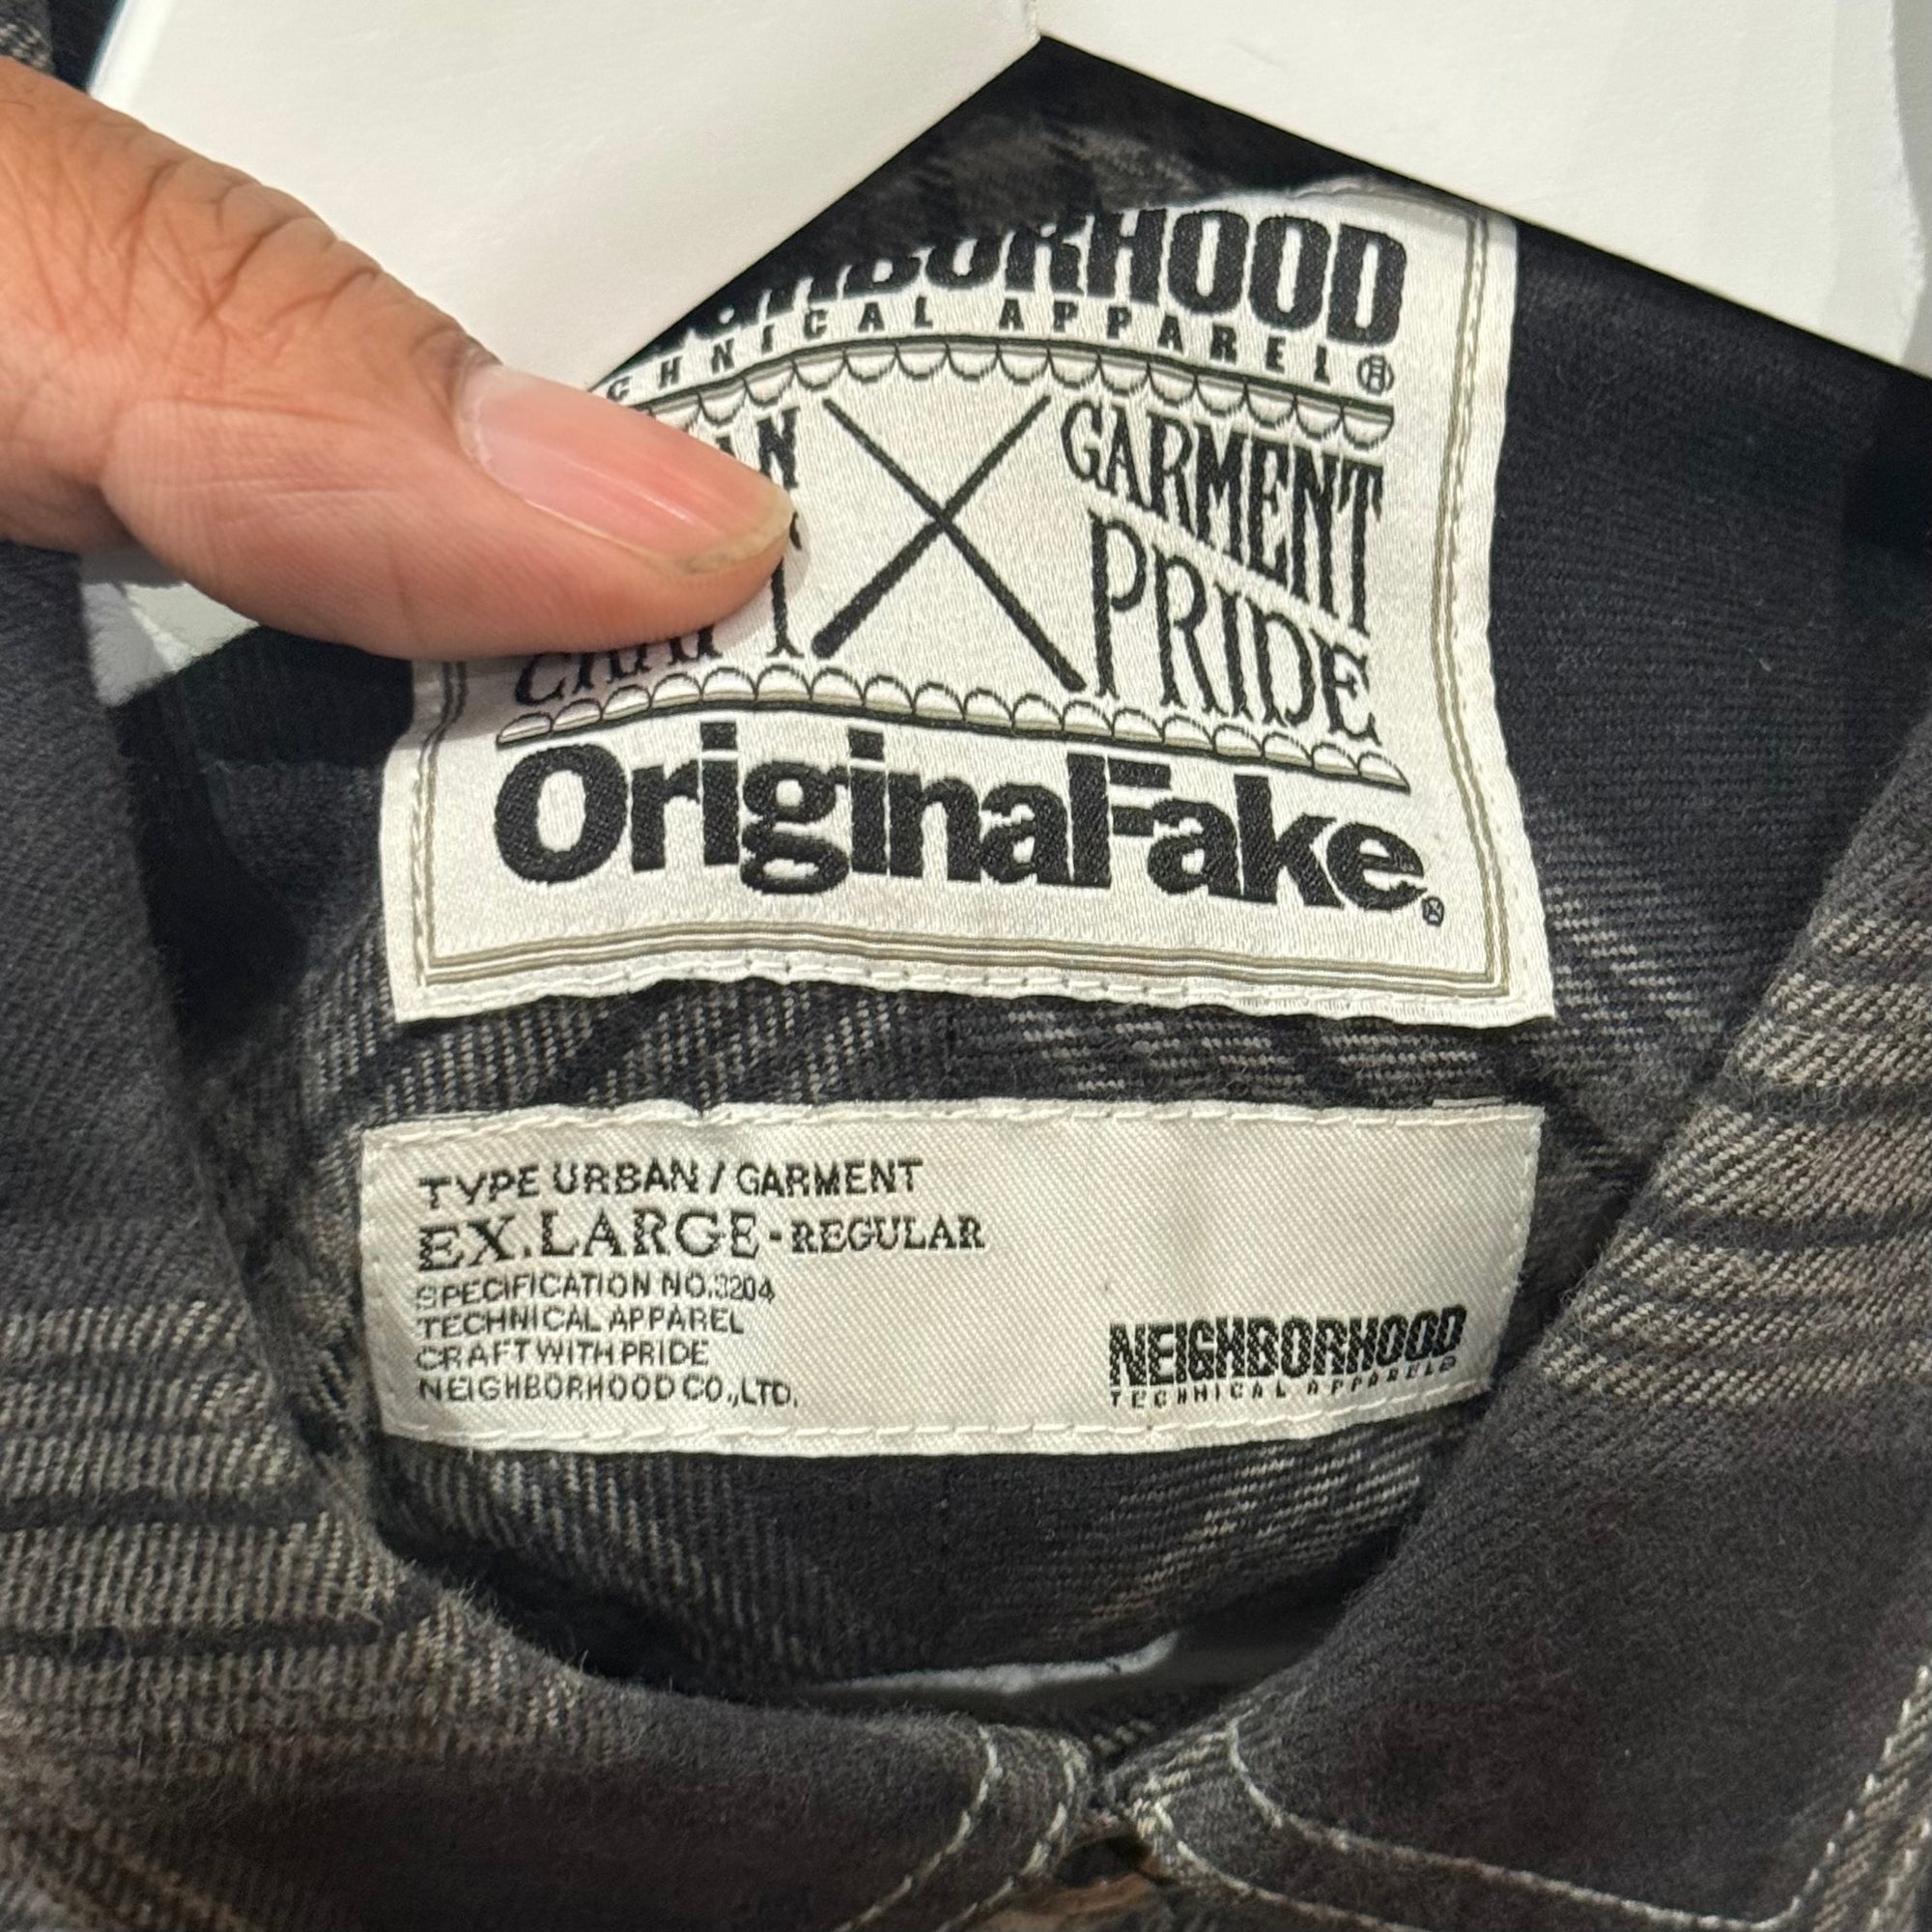 NEIGHBORHOOD
TECHNICAL APPAREL®
GARMENT
PRIDE
CRAFT
OriginalFake®
TYPE URBAN / GARMENT
EX.LARGE-REGULAR
SPECIFICATION NO.3204
TECHNICAL APPAREL
CRAFT WITH PRIDE
NEIGHBORHOOD CO.,LTD.
NEIGHBORHOOD
TECHNICAL APPAREL®